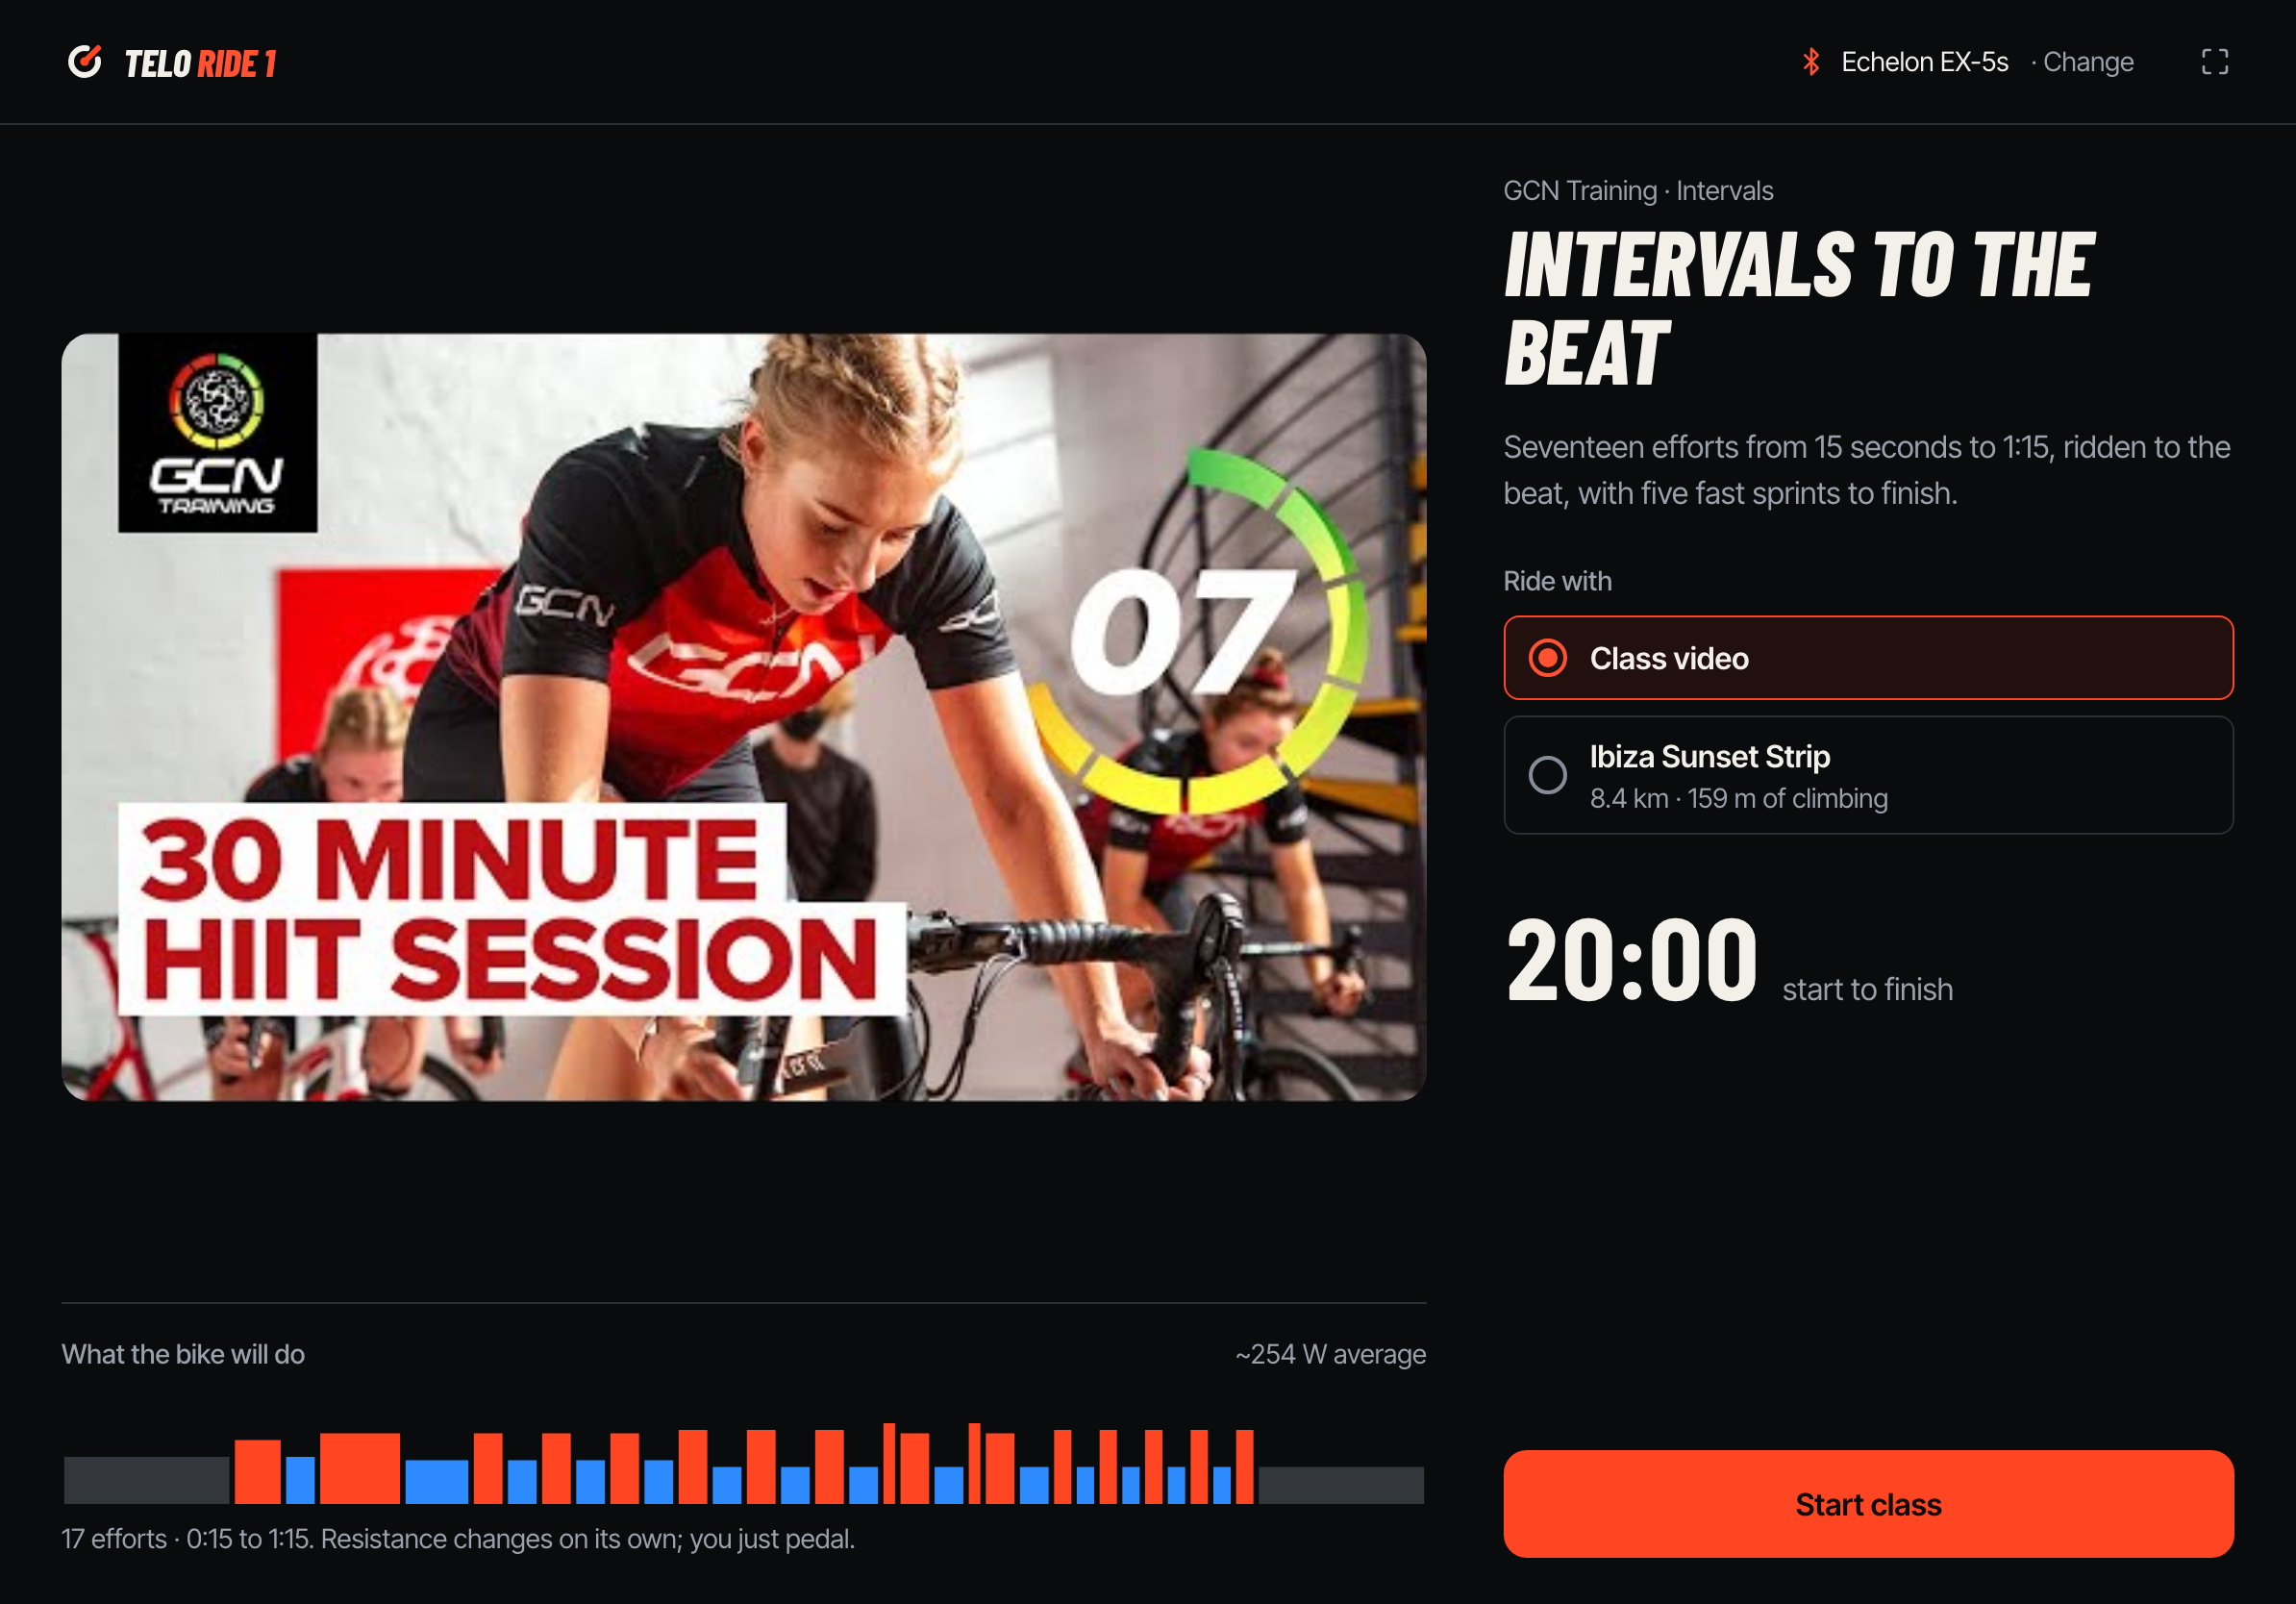 TELO RIDE 1
Echelon EX-5s · Change
GCN Training · Intervals
INTERVALS TO THE
BEAT
Seventeen efforts from 15 seconds to 1:15, ridden to the
beat, with five fast sprints to finish.
Ride with
Class video
Ibiza Sunset Strip
8.4 km · 159 m of climbing
20:00 start to finish
GCN
TRAINING
GCN
GCN
07
30 MINUTE
HIIT SESSION
What the bike will do
~254 W average
17 efforts · 0:15 to 1:15. Resistance changes on its own; you just pedal.
Start class